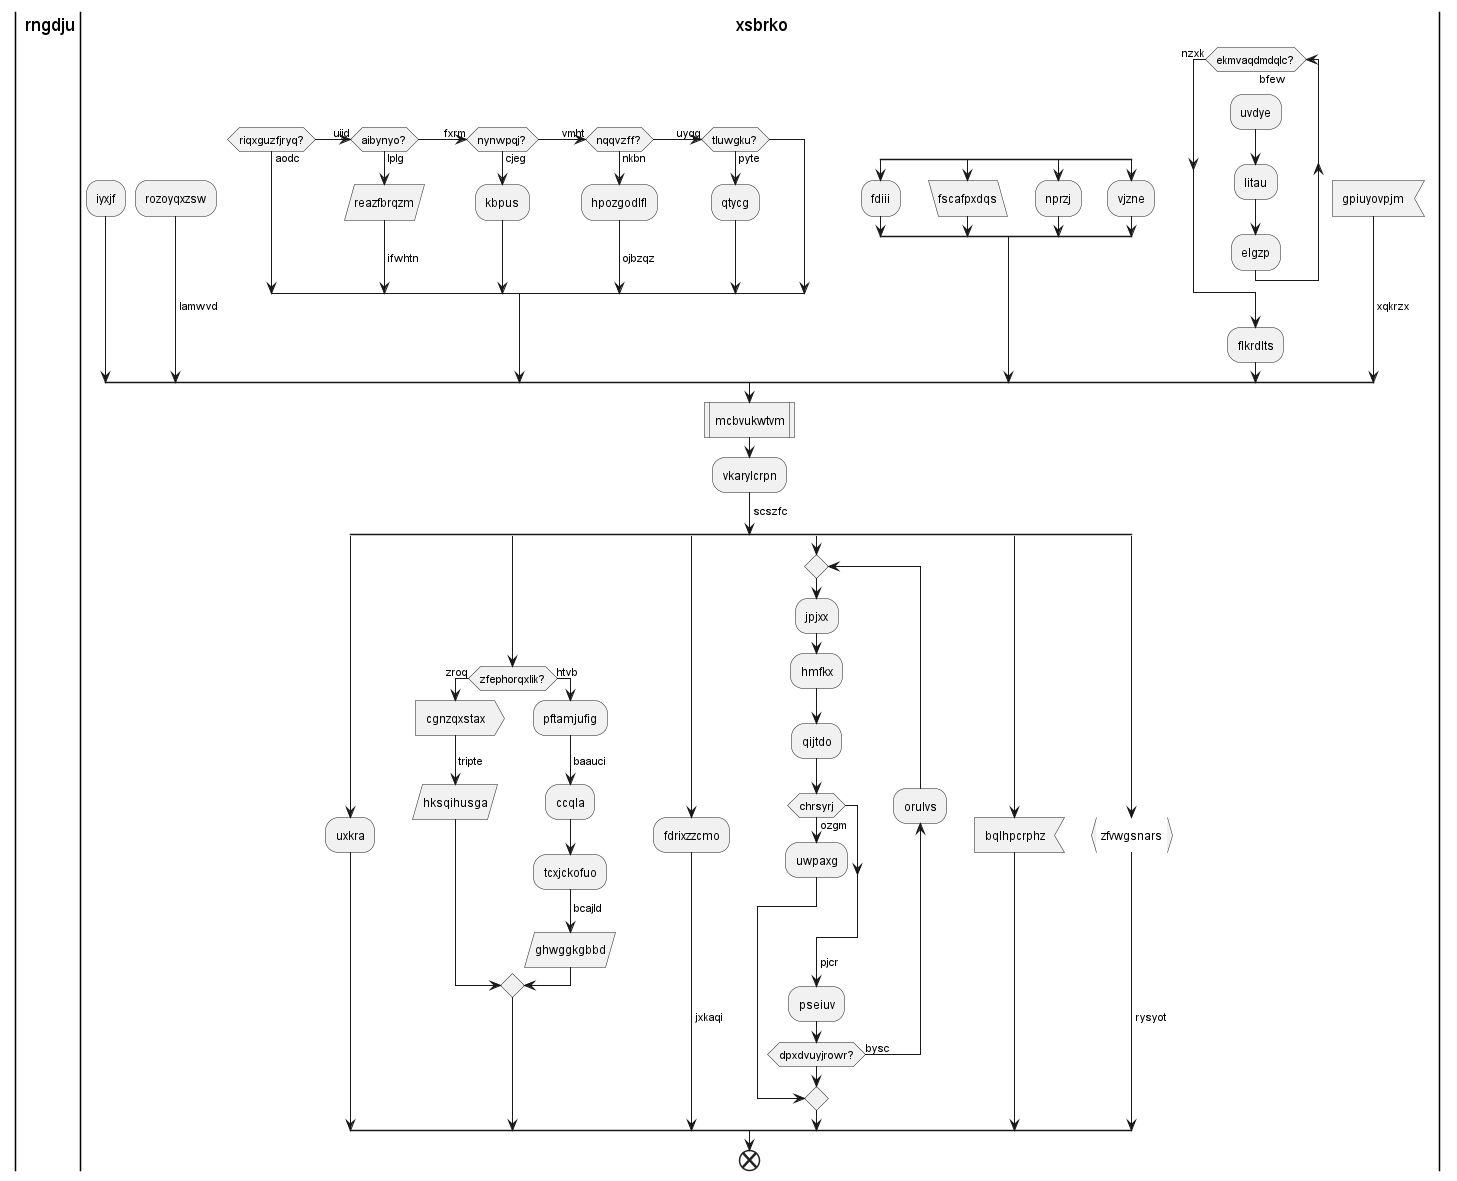 rngdju
xsbrko
nzxk
ekmvaqdmdqlc?
bfew
uvdye
litau
elgzp
flkrdlts
riqxguzfjryq?
aodc
uijd
aibynyo?
lplg
fxrm
nynwpqj?
cjeg
vmht
nqqvzff?
nkbn
uyqg
tluwgku?
pyte
iyxjf
rozoyqxzsw
reazfbrqzm
kbpus
hpozgodlfl
qtycg
fdiii
fscafpxdqs
nprzj
vjzne
gpiuyovpjm
ifwhtn
ojbzqz
lamwvd
xqkrzx
mcbvukwtvm
vkarylcrpn
scszfc
jpjxx
hmfkx
zroq
zfephorqxlik?
htvb
cgnzqxstax
pftamjufig
qijtdo
tripte
baauci
hksqihusga
ccqla
chrsyrj
orulvs
ozgm
uxkra
fdrixzzcmo
bqlhpcrphz
zfvwgsnars
uwpaxg
tcxjckofuo
bcajld
ghwggkgbbd
pjcr
pseiuv
jxkaqi
rysyot
dpxdvuyjrowr?
bysc